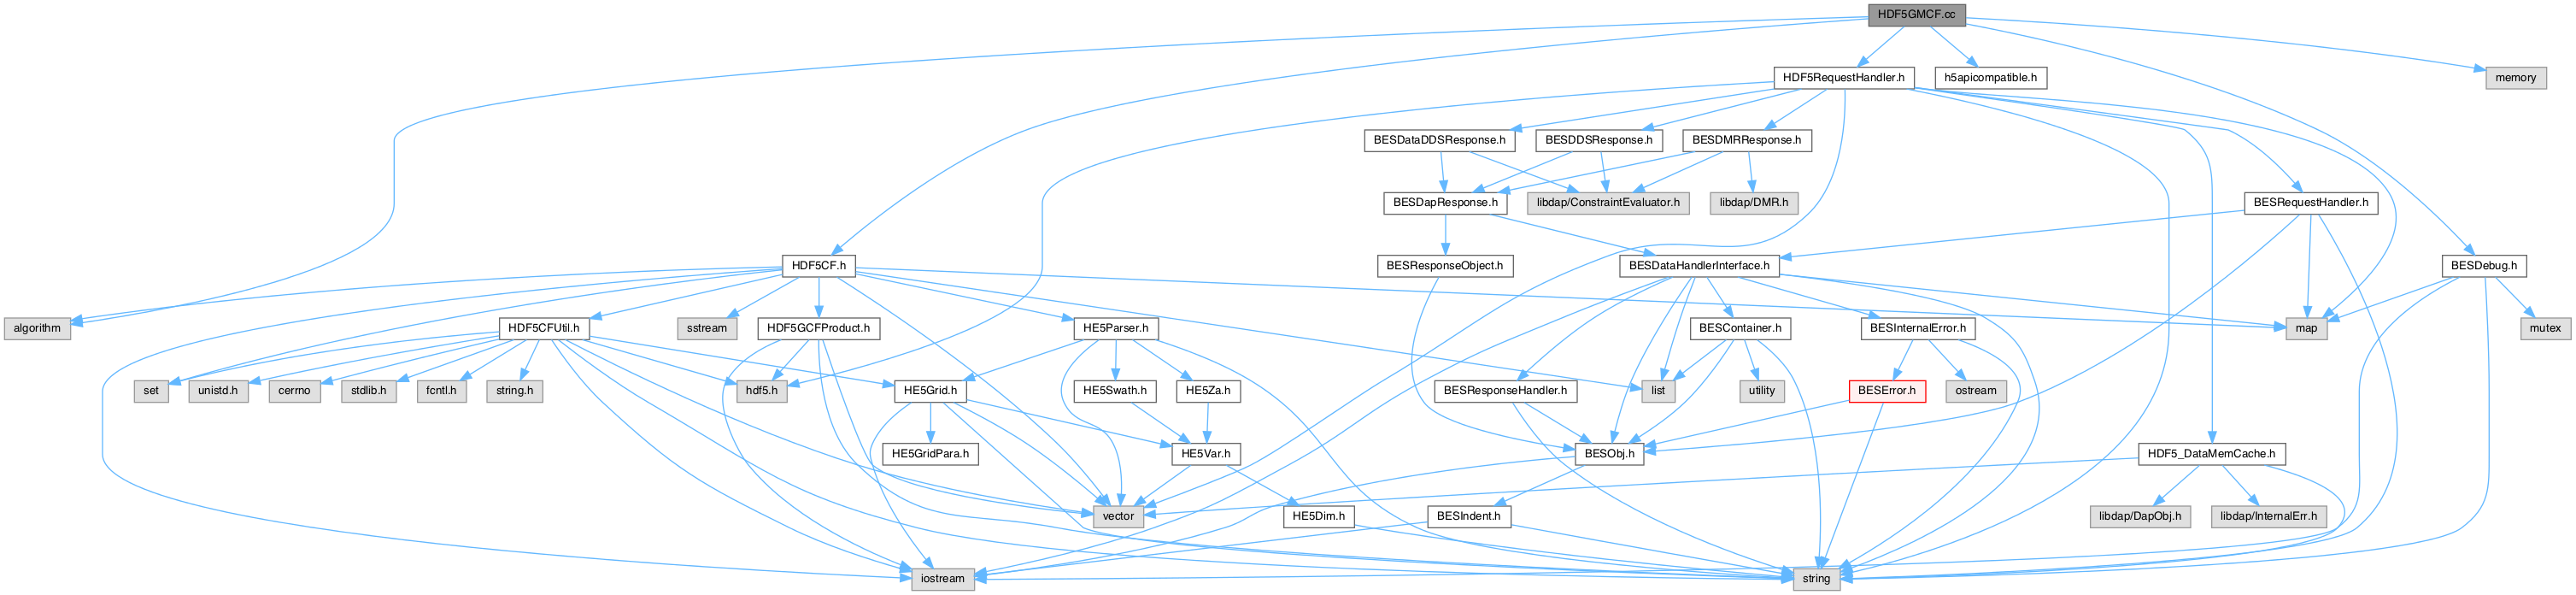 HDF5GMCF.cc
HDF5RequestHandler.h
h5apicompatible.h
memory
BESDataDDSResponse.h
BESDDSResponse.h
BESDMRResponse.h
BESDapResponse.h
libdap/ConstraintEvaluator.h
libdap/DMR.h
BESRequestHandler.h
HDF5CF.h
BESResponseObject.h
BESDataHandlerInterface.h
BESDebug.h
algorithm
HDF5CFUtil.h
sstream
HDF5GCFProduct.h
HE5Parser.h
BESContainer.h
BESInternalError.h
map
mutex
set
unistd.h
cerrno
stdlib.h
fcntl.h
string.h
hdf5.h
HE5Grid.h
HE5Swath.h
HE5Za.h
BESResponseHandler.h
list
utility
BESError.h
ostream
HE5GridPara.h
HE5Var.h
BESObj.h
HDF5_DataMemCache.h
vector
HE5Dim.h
BESIndent.h
libdap/DapObj.h
libdap/InternalErr.h
iostream
string